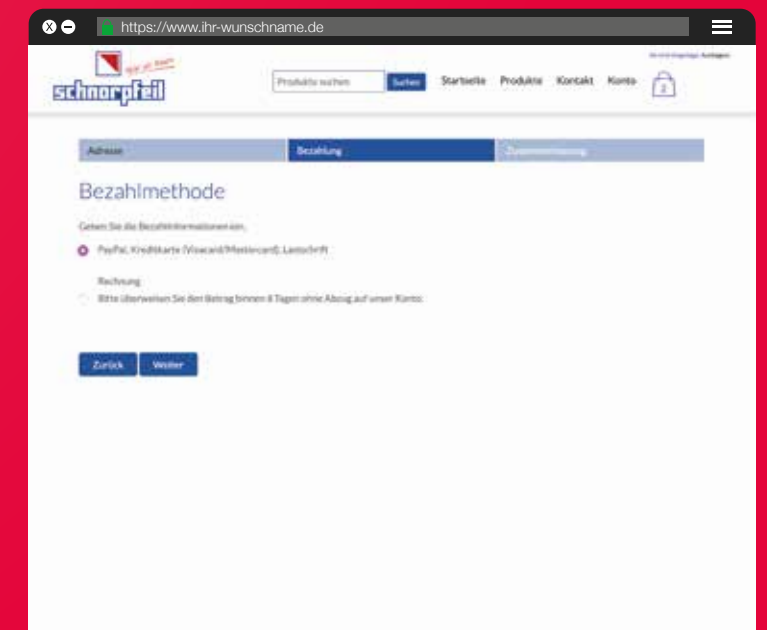 X
https://www.ihr-wunschname.de
schnorpfeil
Produkte suchen
Suchen
Startseite Produkte Kontakt Konto
2
Adresse Bezahlung Zusammenfassung
Bezahlmethode
Geben Sie die Bezahlinformationen ein.
PayPal, Kreditkarte (Visacard/Mastercard), Lastschrift
Rechnung
Bitte überweisen Sie den Betrag binnen 8 Tagen ohne Abzug auf unser Konto.
Zurück Weiter